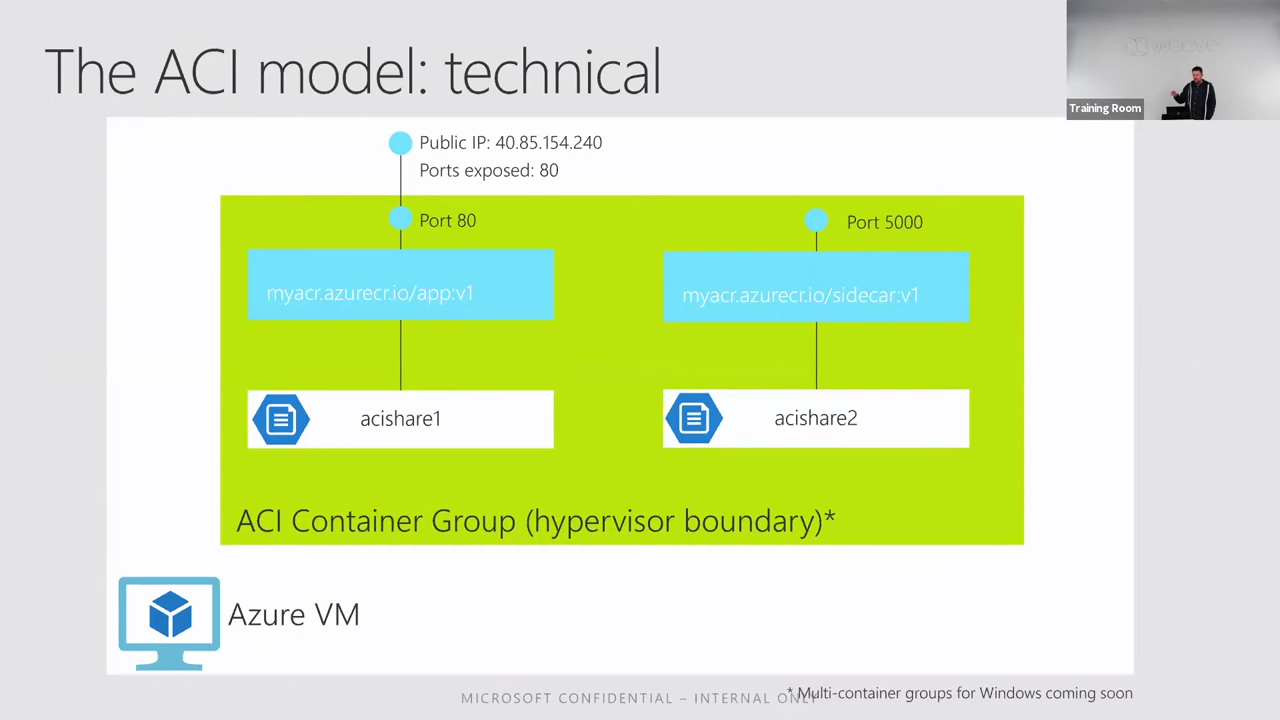 The ACI model: technical
Training Room
Public IP: 40.85.154.240
Ports exposed: 80
Port 80
Port 5000
myacr.azurecr.io/app:v1
myacr.azurecr.io/sidecar:v1
acishare1
acishare2
ACI Container Group (hypervisor boundary)*
Azure VM
MICROSOFT CONFIDENTIAL – INTERNAL ONLY
* Multi-container groups for Windows coming soon